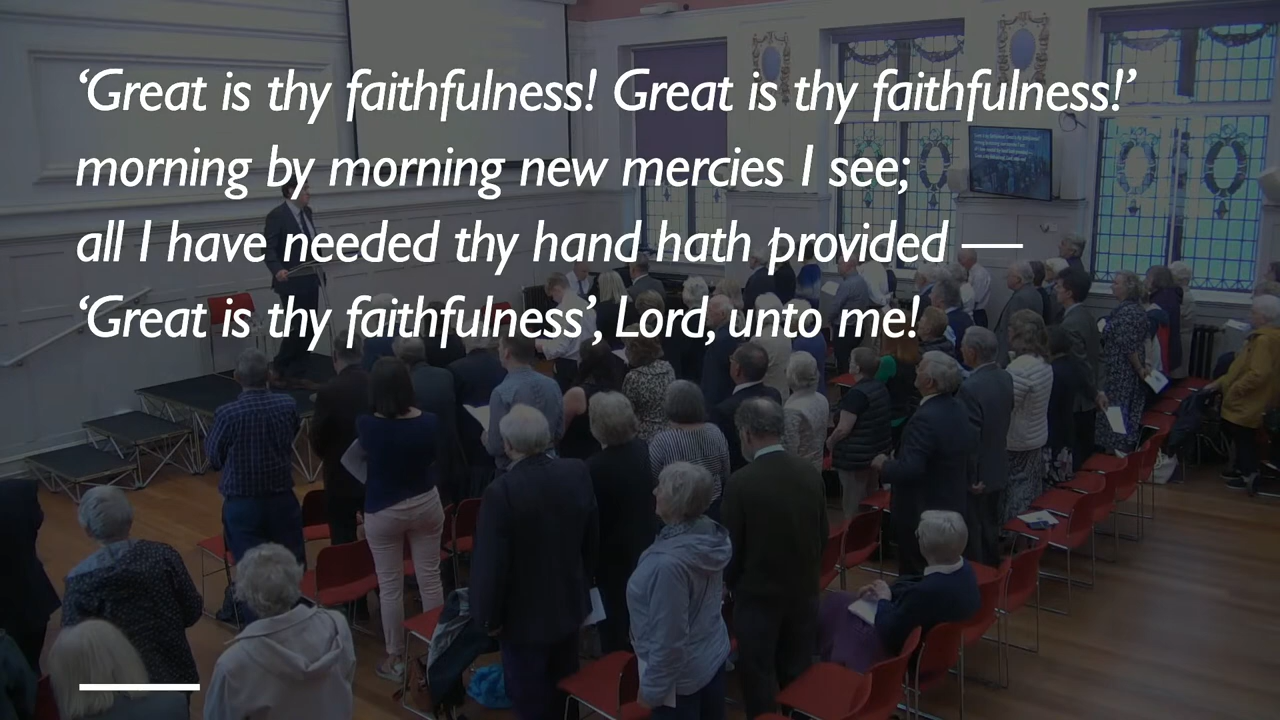 ‘Great is thy faithfulness! Great is thy faithfulness!’
morning by morning new mercies I see;
all I have needed thy hand hath provided —
‘Great is thy faithfulness’, Lord, unto me!